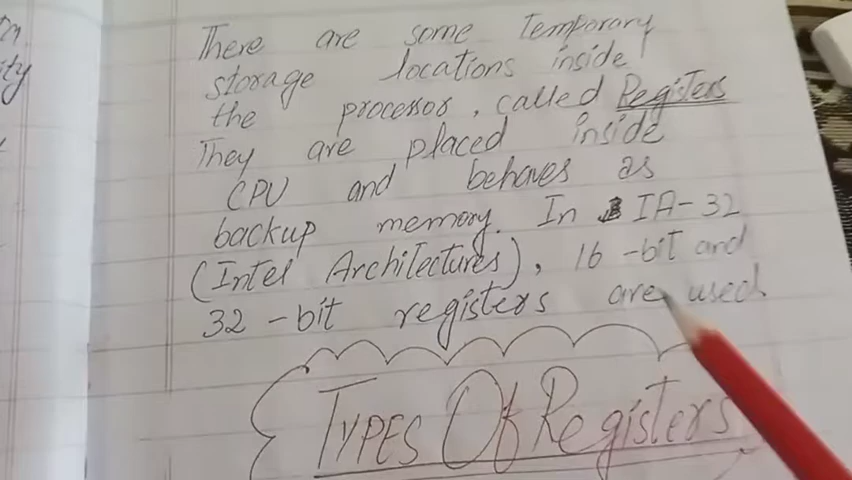 There are some temporary
storage locations inside
the processor, called Registers
They are placed inside
CPU and behaves as
backup memory. In IA-32
(Intel Architectures), 16-bit and
32-bit registers are used.
TYPES Of Registers